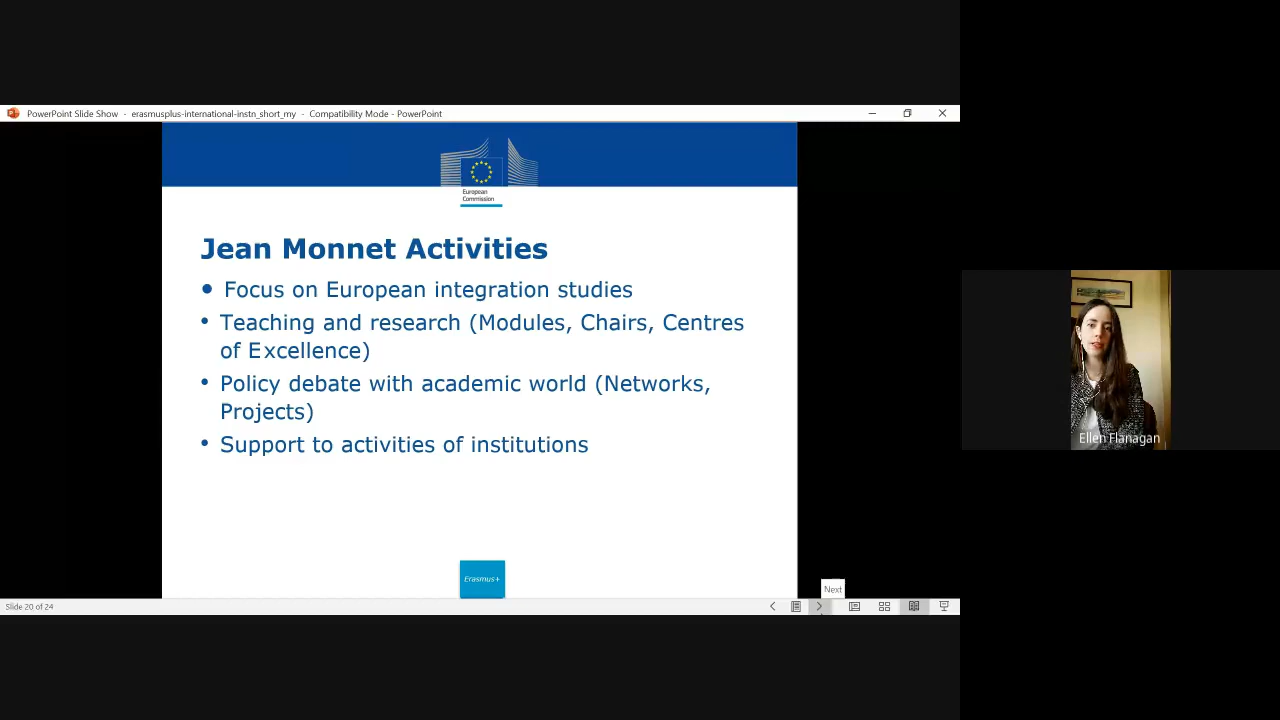 PowerPoint Slide Show - erasmusplus-international-instn_short_my - Compatibility Mode - PowerPoint
European
Commission
Jean Monnet Activities
• Focus on European integration studies
• Teaching and research (Modules, Chairs, Centres
of Excellence)
• Policy debate with academic world (Networks,
Projects)
• Support to activities of institutions
Ellen Flanagan
Erasmus+
Next
Slide 20 of 24